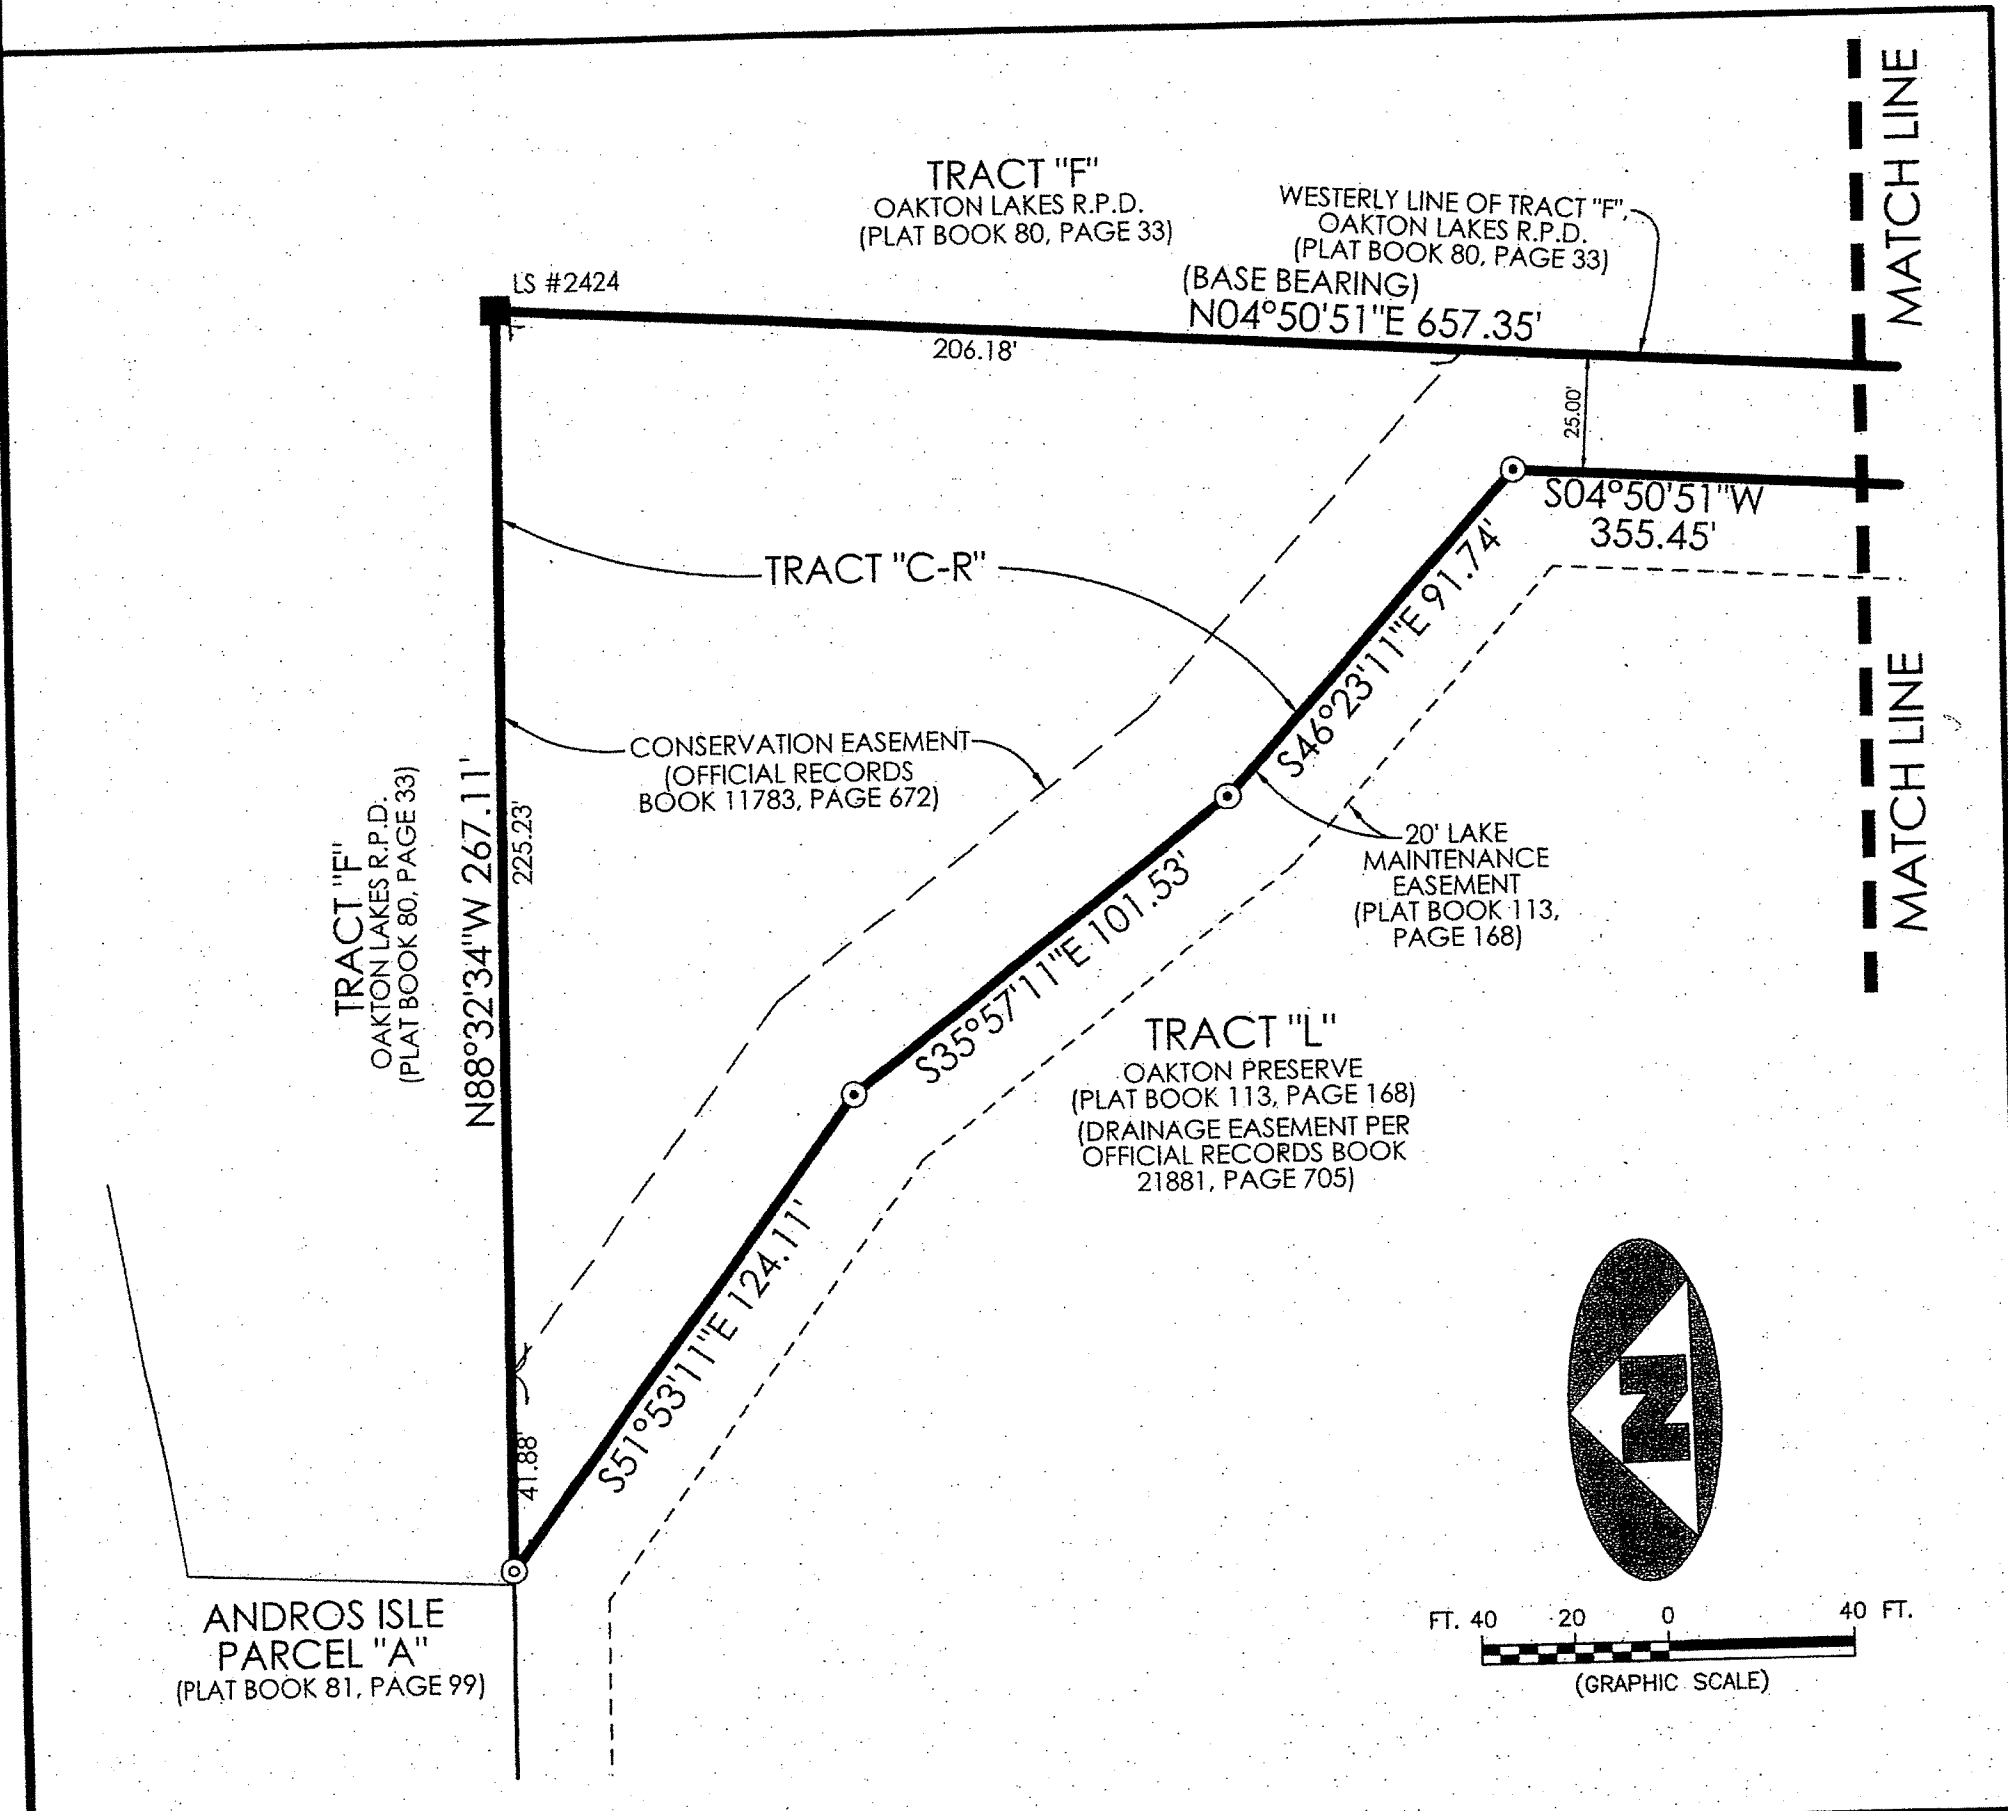 TRACT "F"
OAKTON LAKES R.P.D.
(PLAT BOOK 80, PAGE 33)
WESTERLY LINE OF TRACT "F",
OAKTON LAKES R.P.D.
(PLAT BOOK 80, PAGE 33)
(BASE BEARING)
N04°50'51"E 657.35'
LS #2424
206.18'
25.00'
MATCH LINE
S04°50'51"W
355.45'
TRACT "C-R"
S46°23'11"E 91.74'
CONSERVATION EASEMENT
(OFFICIAL RECORDS
BOOK 11783, PAGE 672)
TRACT "F"
OAKTON LAKES R.P.D.
(PLAT BOOK 80, PAGE 33)
N88°32'34"W 267.11'
225.23'
20' LAKE
MAINTENANCE
EASEMENT
(PLAT BOOK 113,
PAGE 168)
MATCH LINE
S35°57'11"E 101.53'
TRACT "L"
OAKTON PRESERVE
(PLAT BOOK 113, PAGE 168)
(DRAINAGE EASEMENT PER
OFFICIAL RECORDS BOOK
21881, PAGE 705)
S51°53'11"E 124.11'
41.88'
N
ANDROS ISLE
PARCEL "A"
(PLAT BOOK 81, PAGE 99)
FT. 40 20 0 40 FT.
(GRAPHIC SCALE)